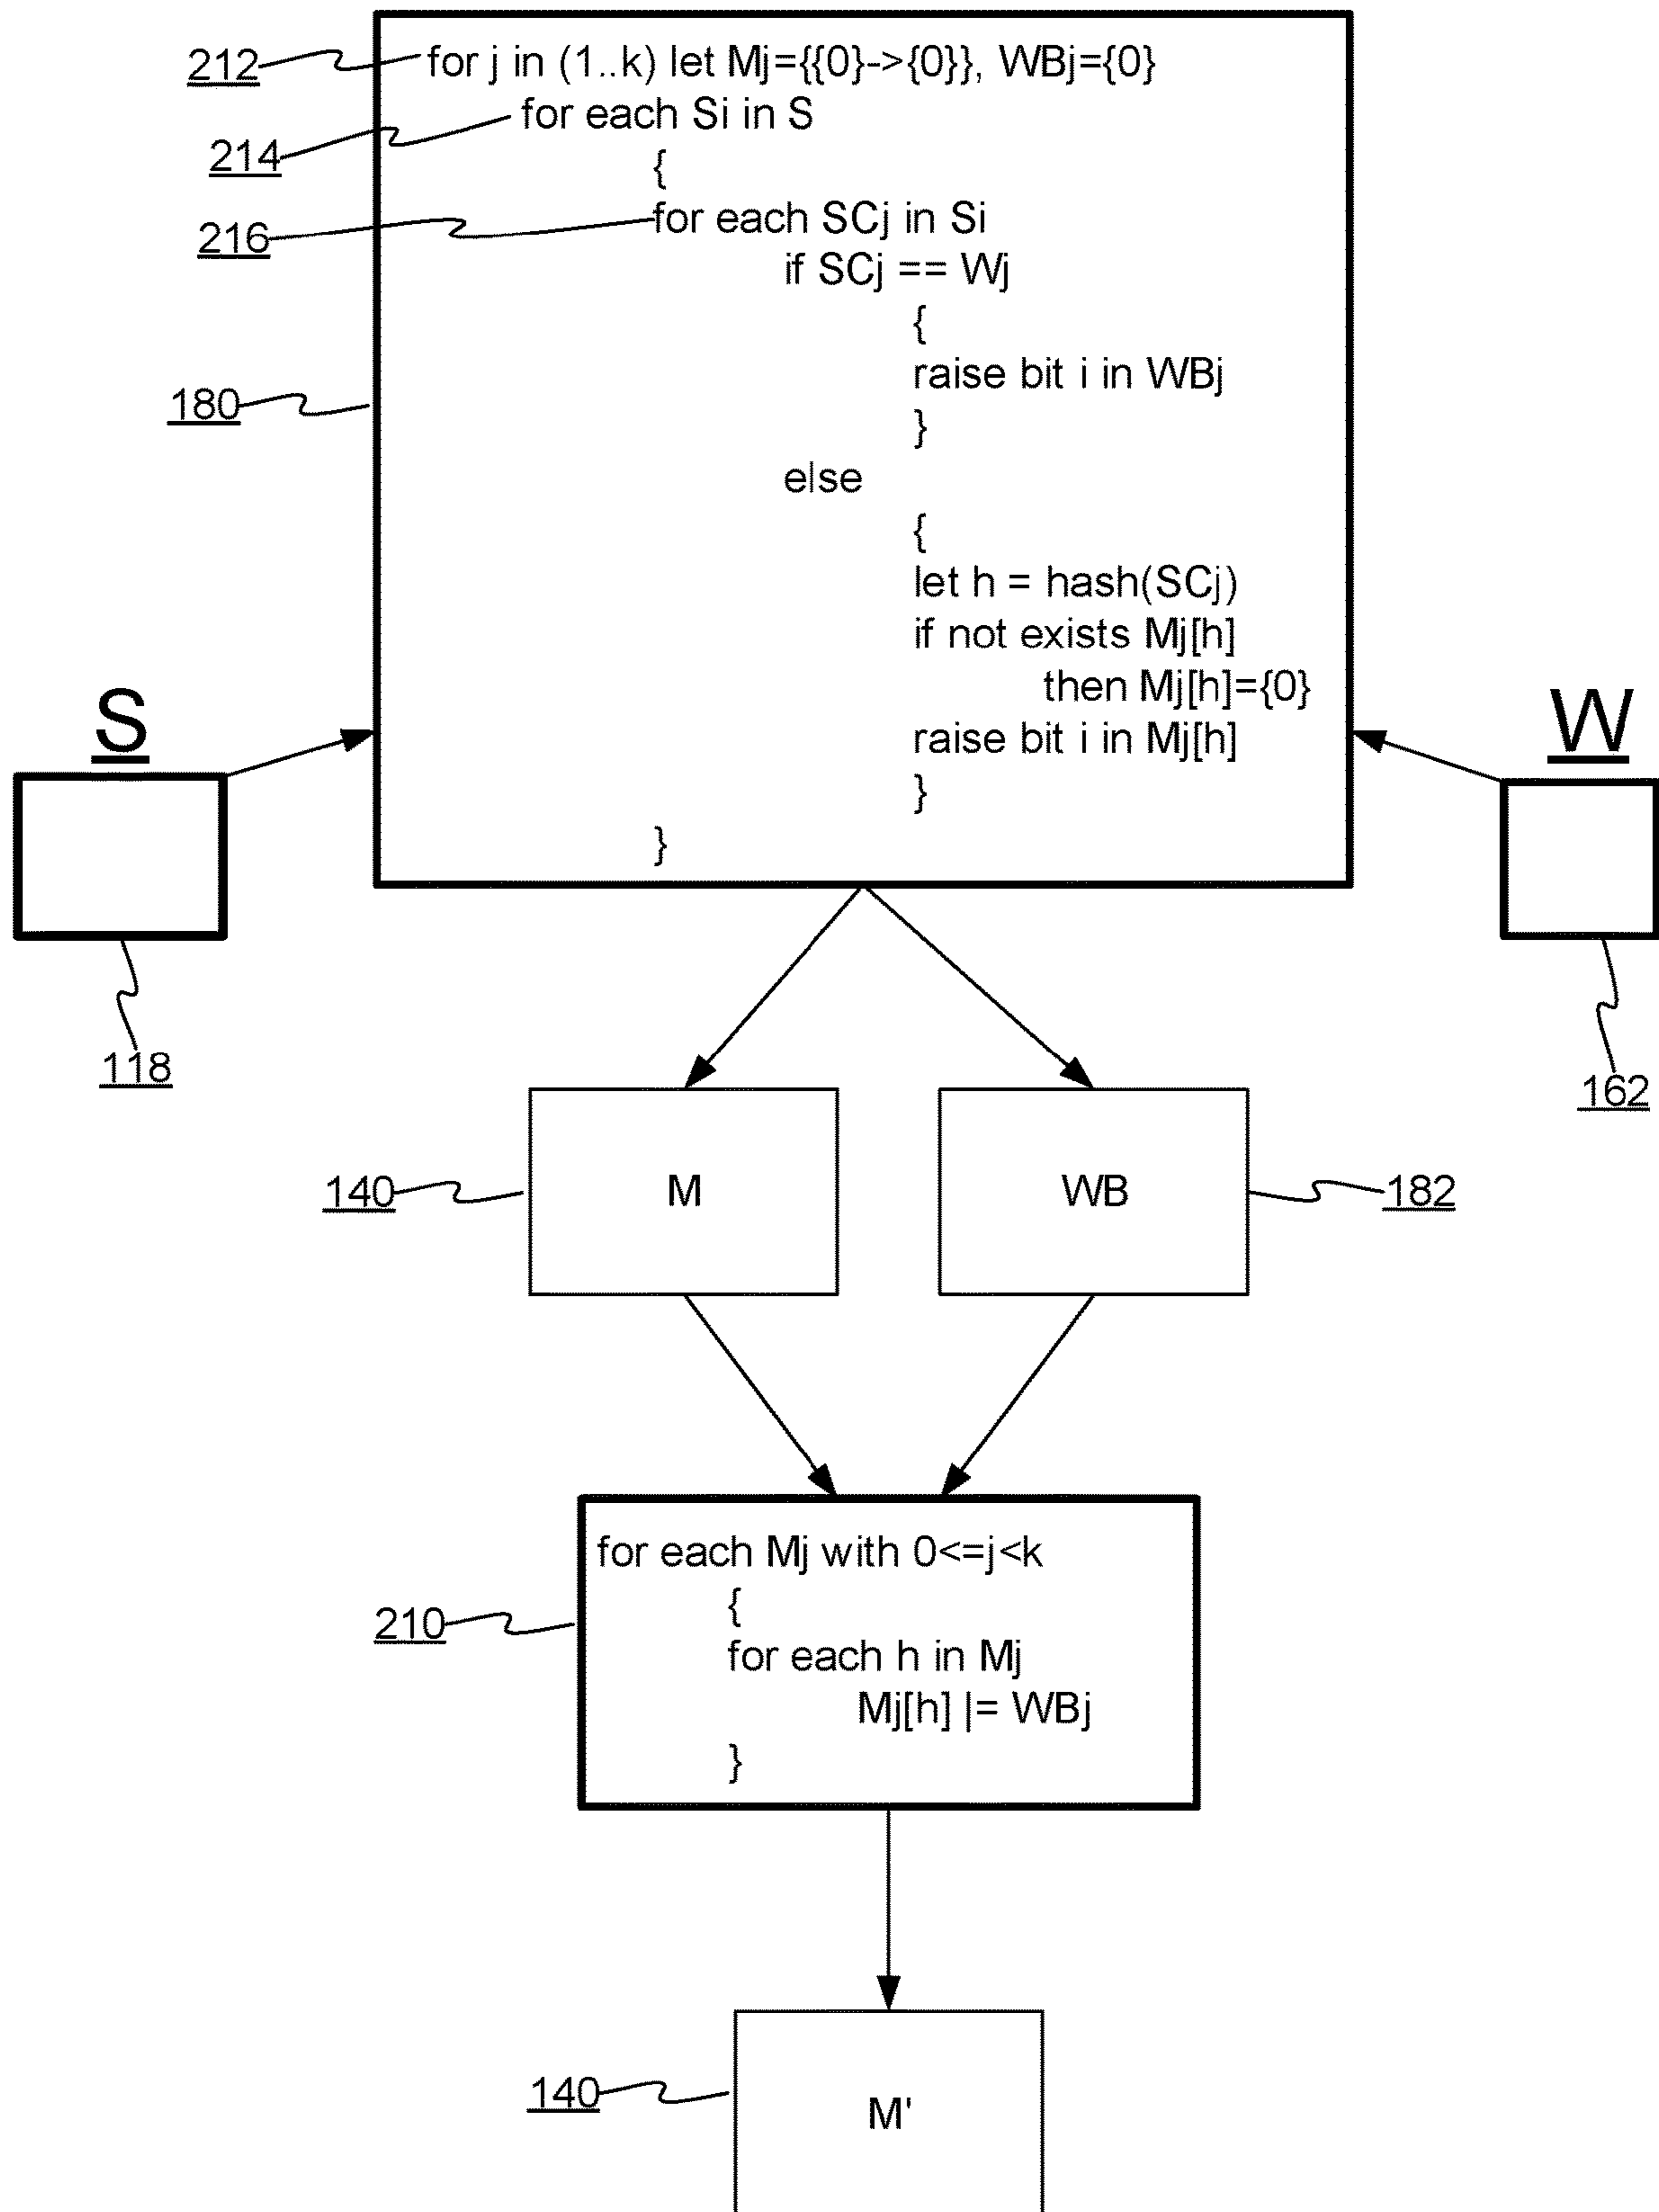 212 for j in (1..k) let Mj={{0}->{0}}, WBj={0}
214 for each Si in S
{
216 for each SCj in Si
if SCj == Wj
{
180 raise bit i in WBj
}
else
{
let h = hash(SCj)
if not exists Mj[h]
then Mj[h]={0}
raise bit i in Mj[h]
}
}
S
W
118
162
140 M WB 182
for each Mj with 0<=j<k
{
210 for each h in Mj
Mj[h] |= WBj
}
140 M'